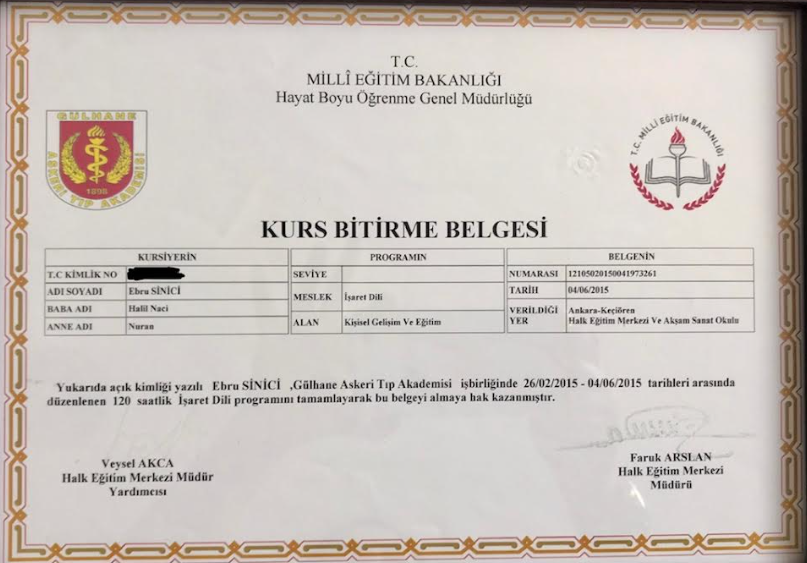 T.C.
MİLLÎ EĞİTİM BAKANLIĞI
Hayat Boyu Öğrenme Genel Müdürlüğü
GÜLHANE
ASKERİ TIP AKADEMİSİ
1898
T.C. MİLLİ EĞİTİM BAKANLIĞI
KURS BİTİRME BELGESİ
KURSİYERİN
T.C KİMLİK NO
ADI SOYADI Ebru SİNİCİ
BABA ADI Halil Naci
ANNE ADI Nuran
PROGRAMIN
SEVİYE
MESLEK İşaret Dili
ALAN Kişisel Gelişim Ve Eğitim
BELGENİN
NUMARASI 12105020150041973261
TARİH 04/06/2015
VERİLDİĞİ YER Ankara-Keçiören
Halk Eğitim Merkezi Ve Akşam Sanat Okulu
Yukarıda açık kimliği yazılı Ebru SİNİCİ ,Gülhane Askeri Tıp Akademisi işbirliğinde 26/02/2015 - 04/06/2015 tarihleri arasında
düzenlenen 120 saatlik İşaret Dili programını tamamlayarak bu belgeyi almaya hak kazanmıştır.
Veysel AKCA
Halk Eğitim Merkezi Müdür
Yardımcısı
Faruk ARSLAN
Halk Eğitim Merkezi
Müdürü